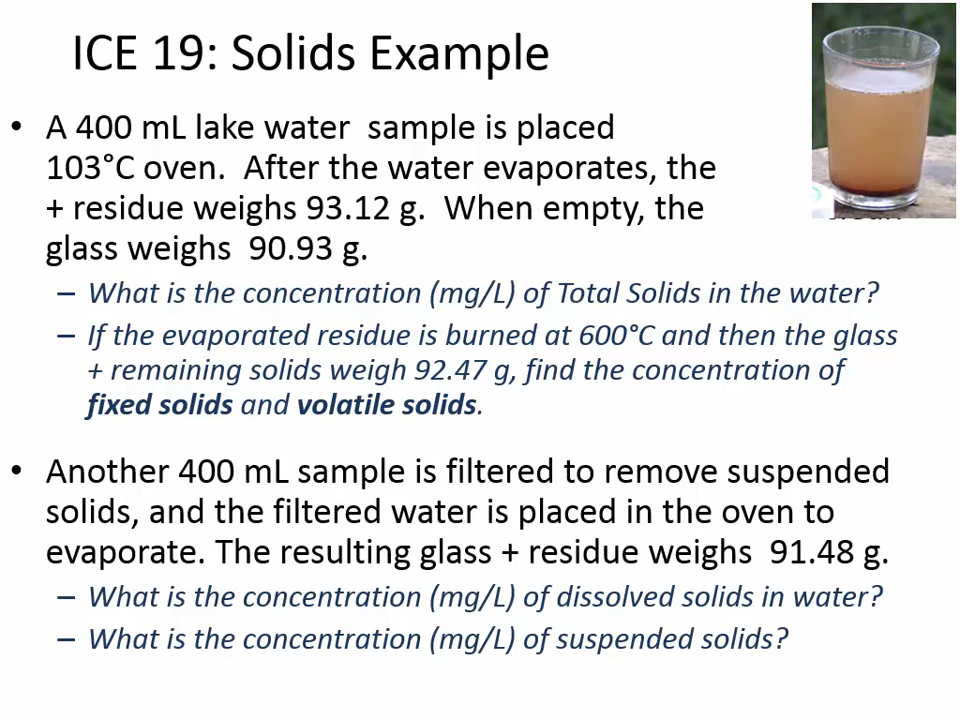 ICE 19: Solids Example
• A 400 mL lake water sample is placed
103°C oven. After the water evaporates, the
+ residue weighs 93.12 g. When empty, the
glass weighs 90.93 g.
– What is the concentration (mg/L) of Total Solids in the water?
– If the evaporated residue is burned at 600°C and then the glass
+ remaining solids weigh 92.47 g, find the concentration of
fixed solids and volatile solids.
• Another 400 mL sample is filtered to remove suspended
solids, and the filtered water is placed in the oven to
evaporate. The resulting glass + residue weighs 91.48 g.
– What is the concentration (mg/L) of dissolved solids in water?
– What is the concentration (mg/L) of suspended solids?